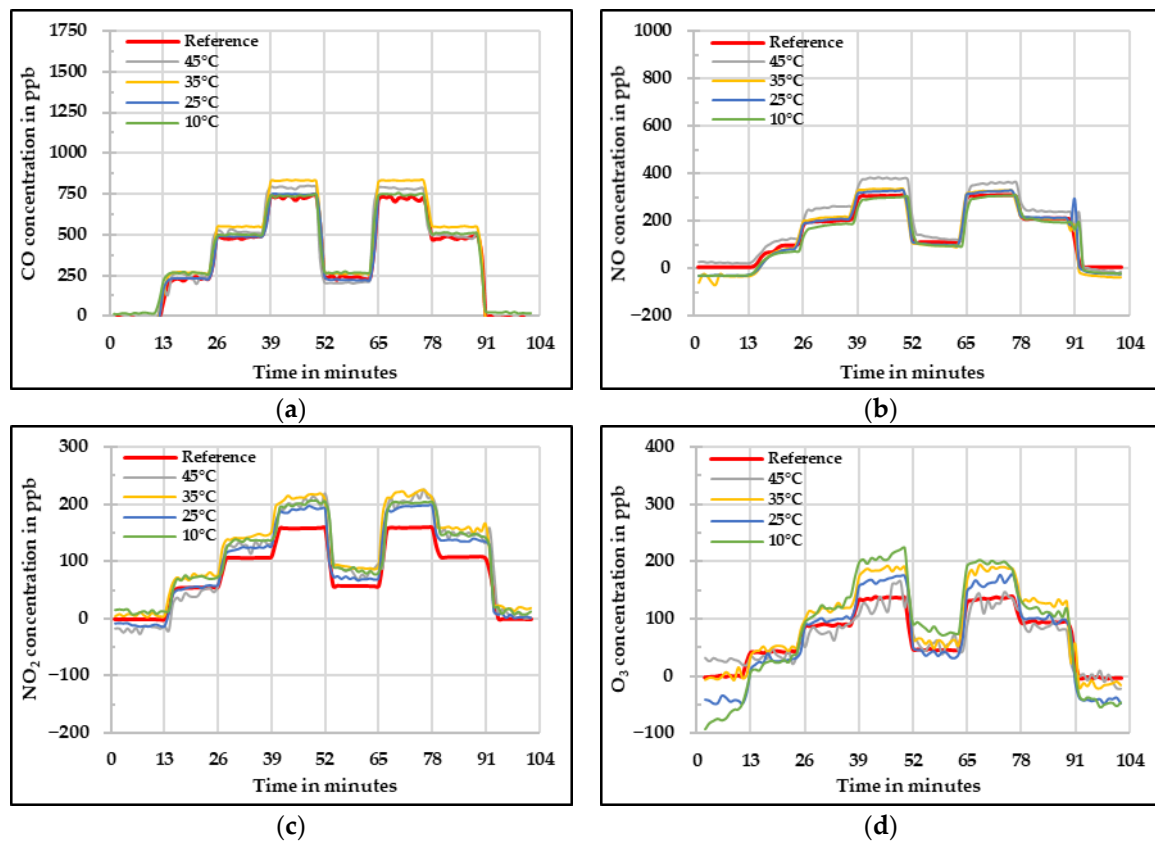 1750
1500
1250
1000
750
500
250
0
CO concentration in ppb
Reference
45°C
35°C
25°C
10°C
0 13 26 39 52 65 78 91 104
Time in minutes
(a)
1000
800
600
400
200
0
−200
NO concentration in ppb
Reference
45°C
35°C
25°C
10°C
0 13 26 39 52 65 78 91 104
Time in minutes
(b)
300
200
100
0
−100
−200
NO₂ concentration in ppb
Reference
45°C
35°C
25°C
10°C
0 13 26 39 52 65 78 91 104
Time in minutes
(c)
400
300
200
100
0
−100
O₃ concentration in ppb
Reference
45°C
35°C
25°C
10°C
0 13 26 39 52 65 78 91 104
Time in minutes
(d)